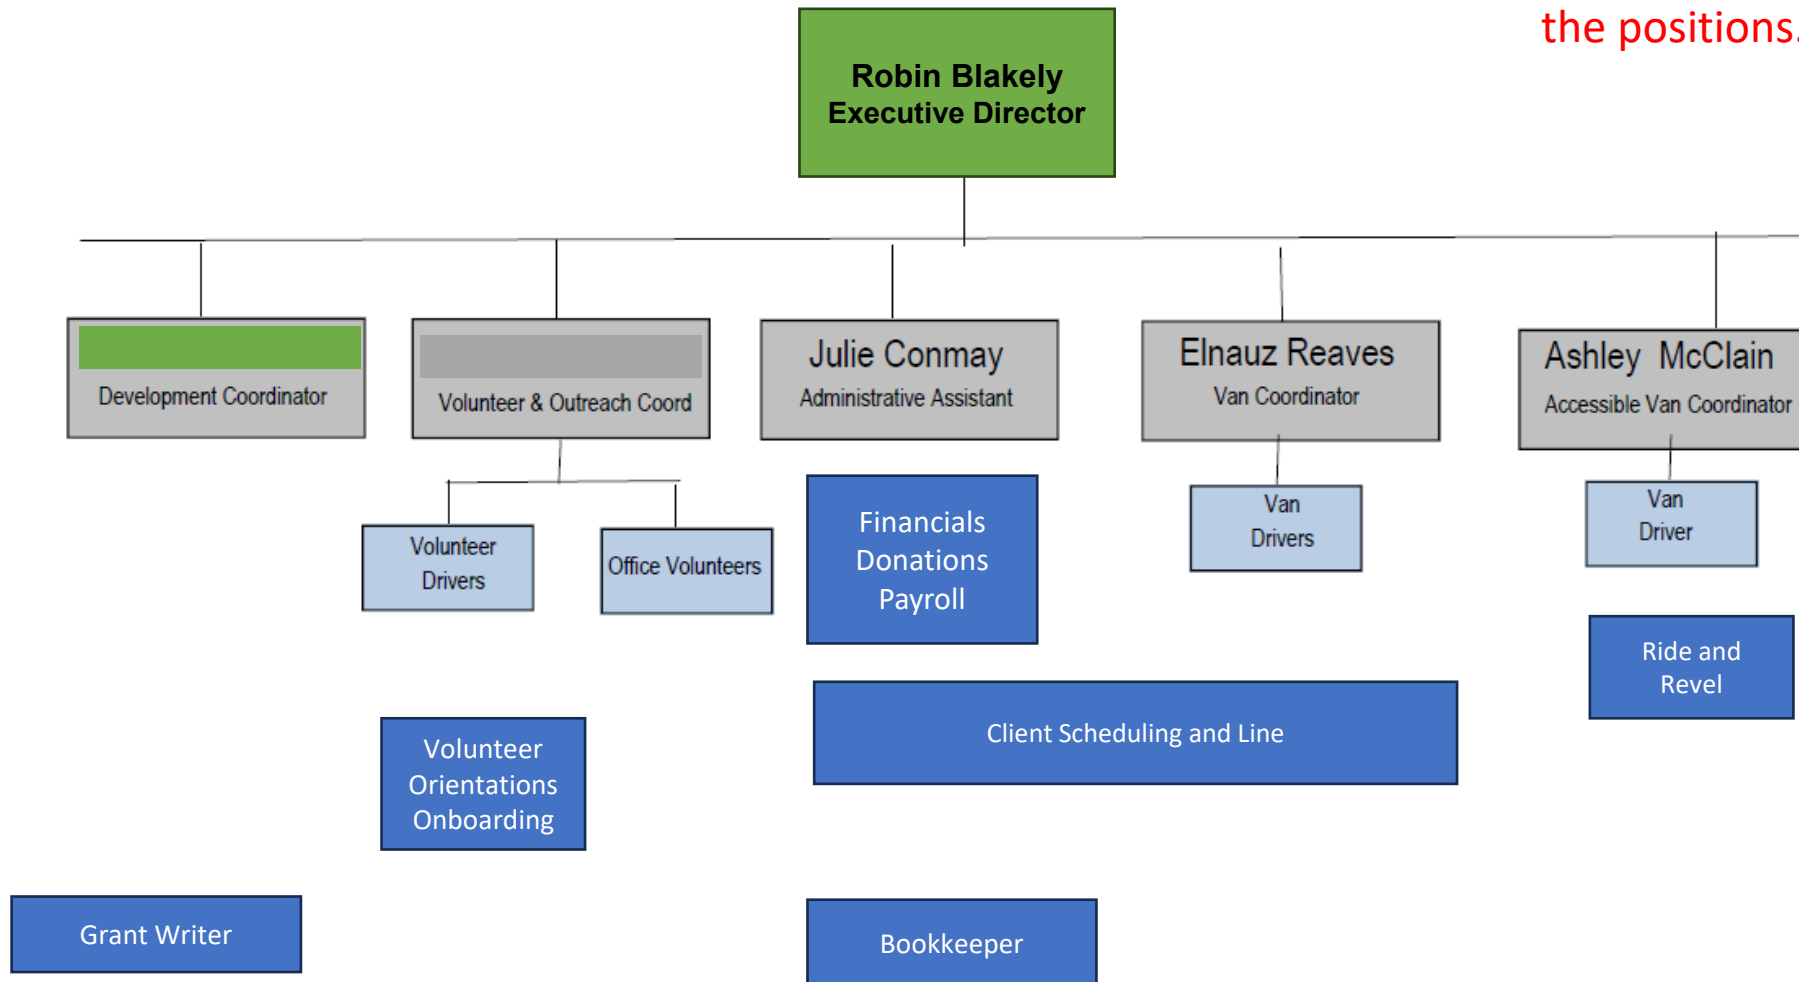 the positions.
Robin Blakely
Executive Director
Development Coordinator
Volunteer & Outreach Coord
Julie Conmay
Administrative Assistant
Elnauz Reaves
Van Coordinator
Ashley McClain
Accessible Van Coordinator
Volunteer
Drivers
Office Volunteers
Financials
Donations
Payroll
Van
Drivers
Van
Driver
Ride and
Revel
Client Scheduling and Line
Volunteer
Orientations
Onboarding
Grant Writer
Bookkeeper